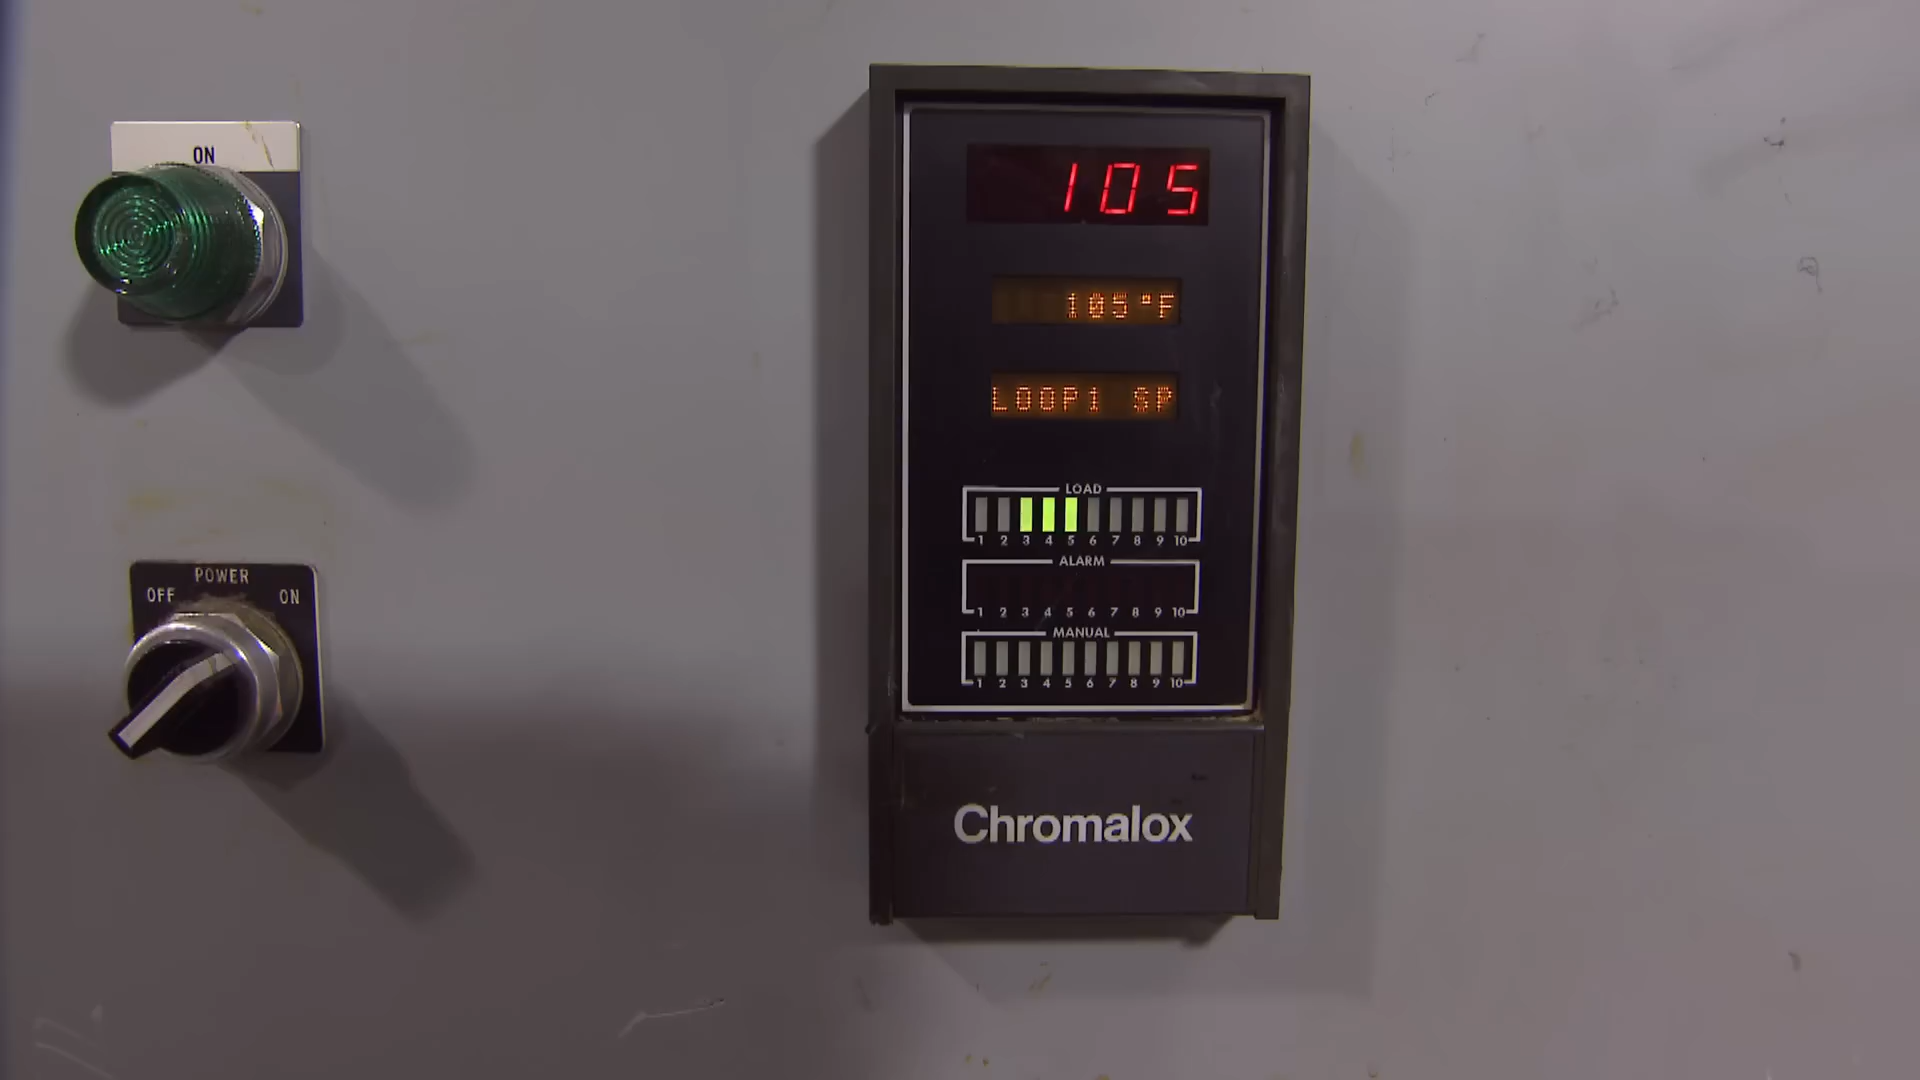 ON
POWER
OFF ON
105
105°F
LOOP1 SP
LOAD
1 2 3 4 5 6 7 8 9 10
ALARM
1 2 3 4 5 6 7 8 9 10
MANUAL
1 2 3 4 5 6 7 8 9 10
Chromalox